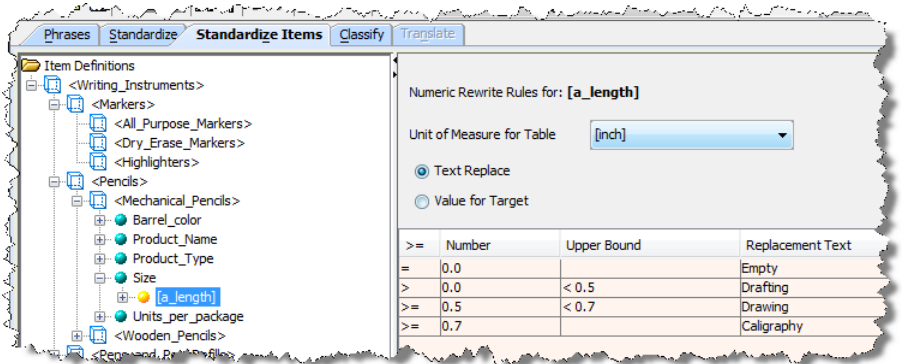 Phrases Standardize Standardize Items Classify Translate
Item Definitions
<Writing_Instruments>
<Markers>
<All_Purpose_Markers>
<Dry_Erase_Markers>
<Highlighters>
<Pencils>
<Mechanical_Pencils>
Barrel_color
Product_Name
Product_Type
Size
[a_length]
Units_per_package
<Wooden_Pencils>
Numeric Rewrite Rules for: [a_length]
Unit of Measure for Table [inch]
Text Replace
Value for Target
>= Number Upper Bound Replacement Text
= 0.0 Empty
> 0.0 < 0.5 Drafting
>= 0.5 < 0.7 Drawing
>= 0.7 Caligraphy